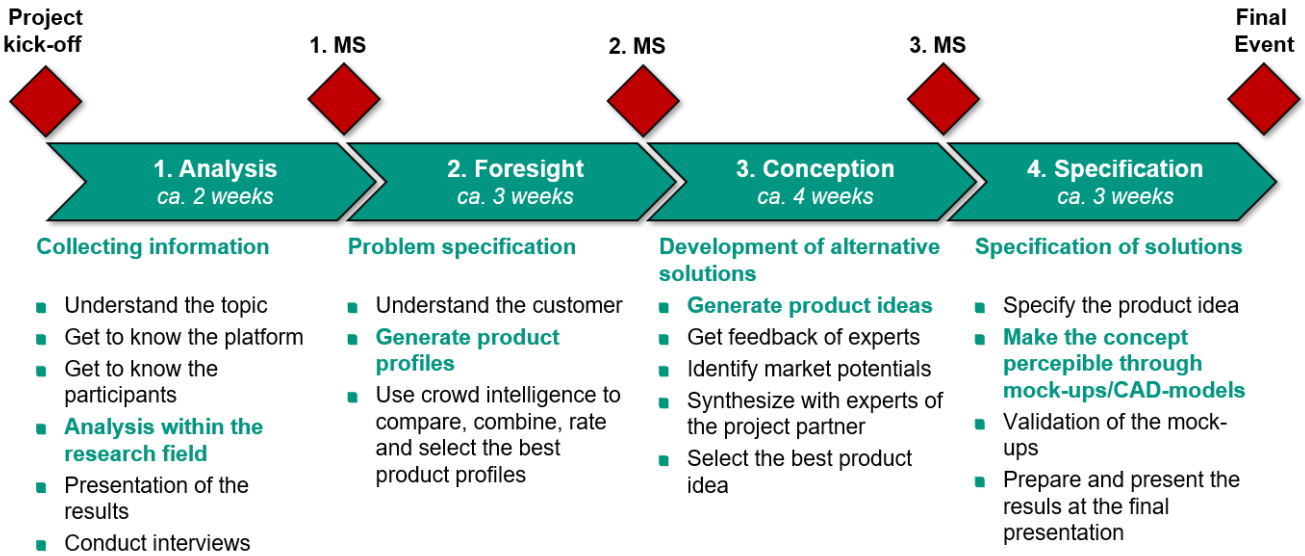 Project
kick-off
1. MS
2. MS
3. MS
Final
Event
1. Analysis
ca. 2 weeks
2. Foresight
ca. 3 weeks
3. Conception
ca. 4 weeks
4. Specification
ca. 3 weeks
Collecting information
Understand the topic
Get to know the platform
Get to know the
participants
Analysis within the
research field
Presentation of the
results
Conduct interviews
Problem specification
Understand the customer
Generate product
profiles
Use crowd intelligence to
compare, combine, rate
and select the best
product profiles
Development of alternative
solutions
Generate product ideas
Get feedback of experts
Identify market potentials
Synthesize with experts of
the project partner
Select the best product
idea
Specification of solutions
Specify the product idea
Make the concept
percepible through
mock-ups/CAD-models
Validation of the mock-
ups
Prepare and present the
resuls at the final
presentation